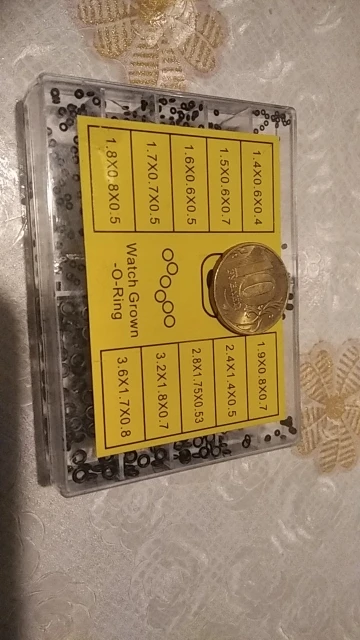 1.4X0.6X0.4
1.5X0.6X0.7
1.6X0.6X0.5
1.7X0.7X0.5
1.8X0.8X0.5
10
РУБЛЕЙ
Watch Grown
-O-Ring
1.9X0.8X0.7
2.4X1.4X0.5
2.8X1.75X0.53
3.2X1.8X0.7
3.6X1.7X0.8